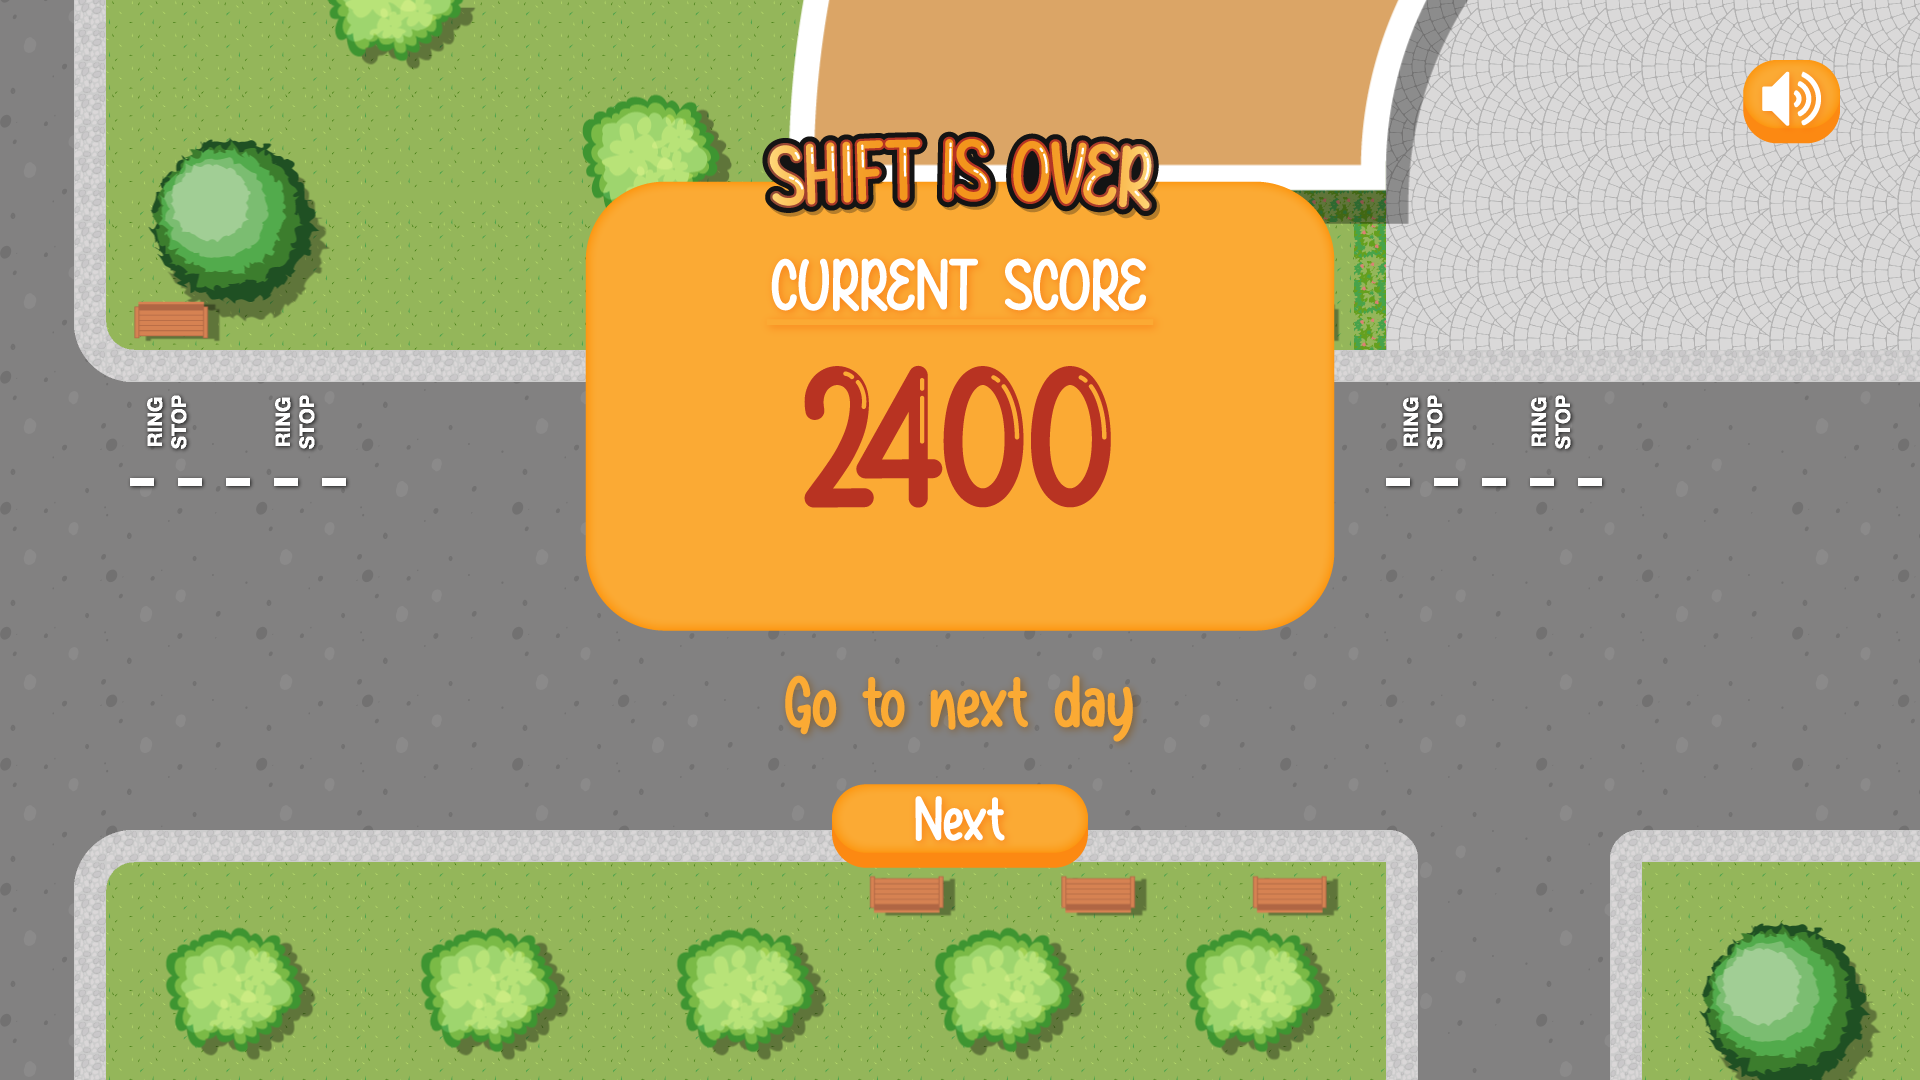 SHIFT IS OVER
CURRENT SCORE
2400
RING STOP
RING STOP
RING STOP
RING STOP
Go to next day
Next